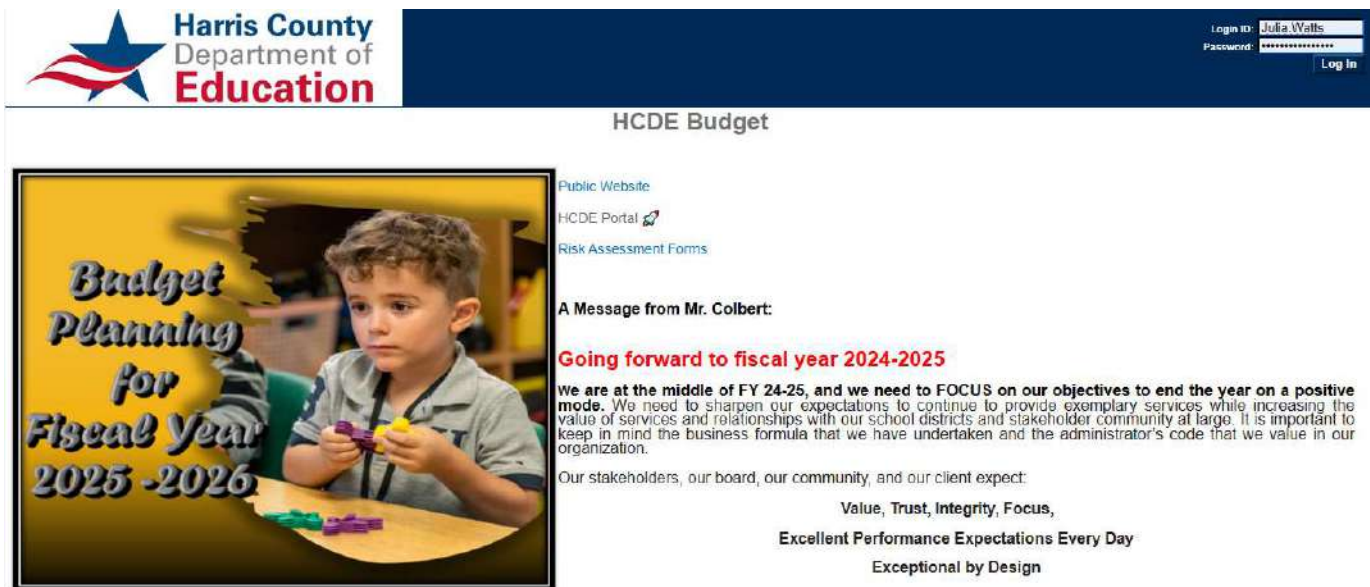 Harris County
Department of
Education
Login ID: Julia.Watts
Password: ••••••••••••••••
Log In
HCDE Budget
Budget
Planning
for
Fiscal Year
2025 -2026
Public Website
HCDE Portal
Risk Assessment Forms
A Message from Mr. Colbert:
Going forward to fiscal year 2024-2025
We are at the middle of FY 24-25, and we need to FOCUS on our objectives to end the year on a positive
mode. We need to sharpen our expectations to continue to provide exemplary services while increasing the
value of services and relationships with our school districts and stakeholder community at large. It is important to
keep in mind the business formula that we have undertaken and the administrator's code that we value in our
organization.
Our stakeholders, our board, our community, and our client expect:
Value, Trust, Integrity, Focus,
Excellent Performance Expectations Every Day
Exceptional by Design